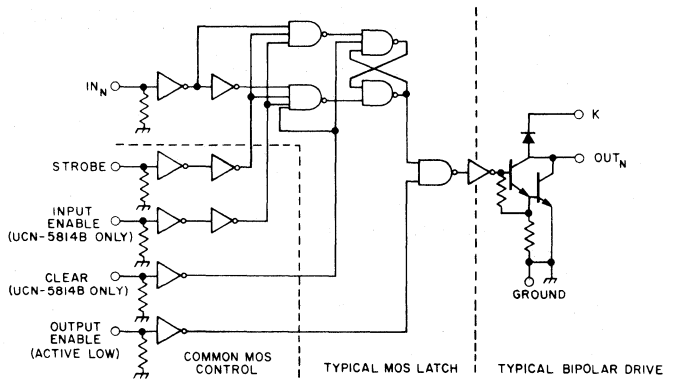 IN_N
K
OUT_N
STROBE
INPUT
ENABLE
(UCN-5814B ONLY)
CLEAR
(UCN-5814B ONLY)
GROUND
OUTPUT
ENABLE
(ACTIVE LOW)
COMMON MOS
CONTROL
TYPICAL MOS LATCH
TYPICAL BIPOLAR DRIVE